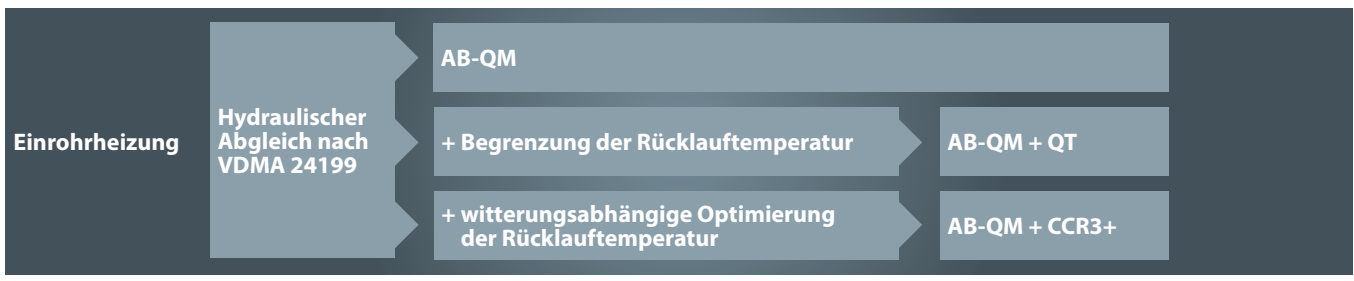 Einrohrheizung
Hydraulischer
Abgleich nach
VDMA 24199
AB-QM
+ Begrenzung der Rücklauftemperatur
AB-QM + QT
+ witterungsabhängige Optimierung
der Rücklauftemperatur
AB-QM + CCR3+